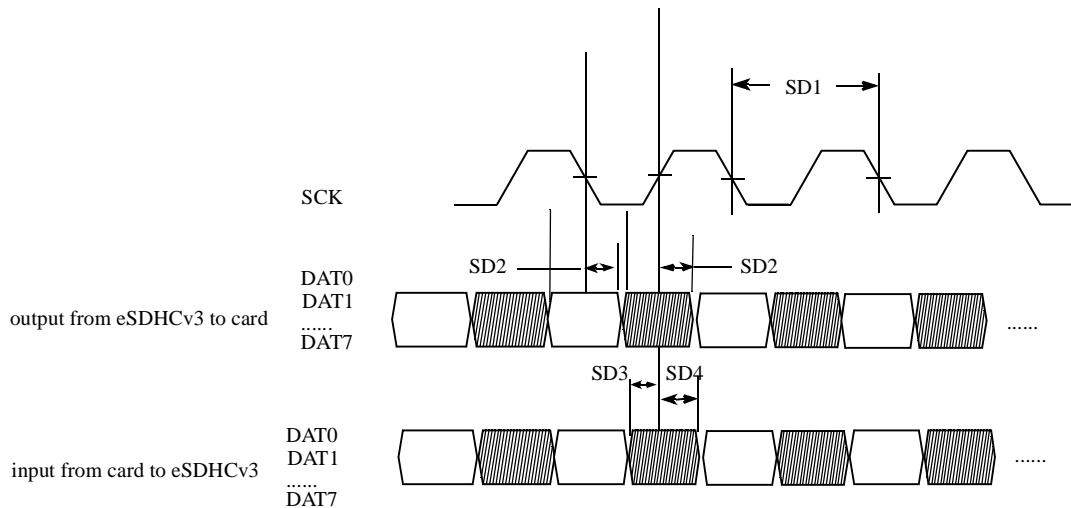 SD1
SCK
SD2
SD2
DAT0
DAT1
......
DAT7
output from eSDHCv3 to card
......
SD3
SD4
DAT0
DAT1
......
DAT7
input from card to eSDHCv3
......